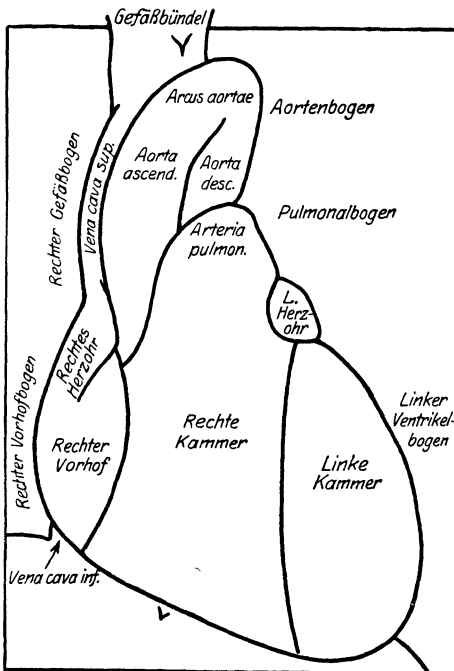 Gefäßbündel
Arcus aortae
Aortenbogen
Aorta
ascend.
Aorta
desc.
Vena cava sup.
Rechter Gefäßbogen
Arteria
pulmon.
Pulmonalbogen
L.
Herz-
ohr
Rechtes
Herzohr
Rechter Vorhofbogen
Rechter
Vorhof
Rechte
Kammer
Linke
Kammer
Linker
Ventrikel-
bogen
Vena cava inf.